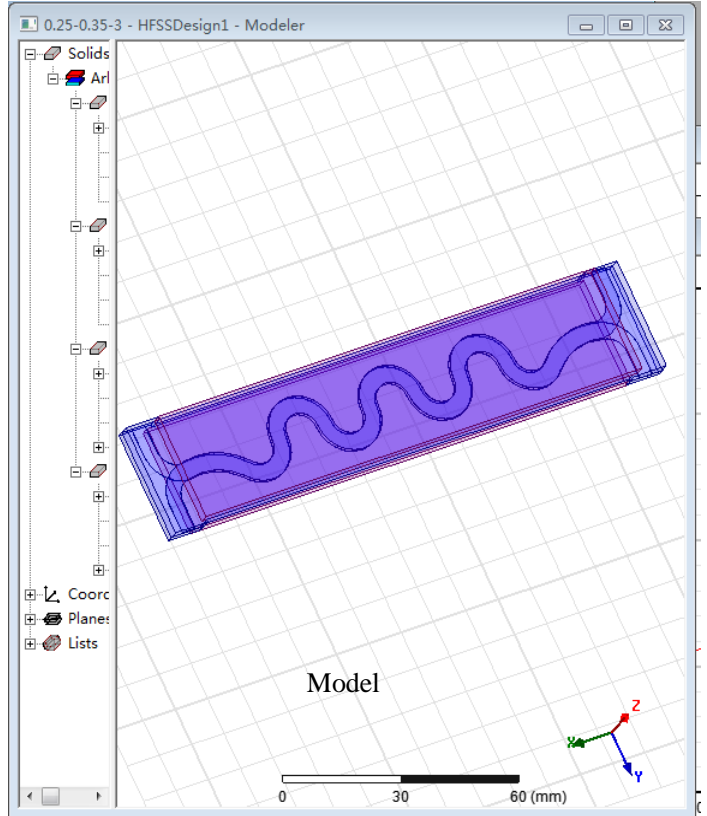 0.25-0.35-3 - HFSSDesign1 - Modeler
Solids
Arl
Coorc
Planes
Lists
Model
Z
X
Y
0
30
60 (mm)